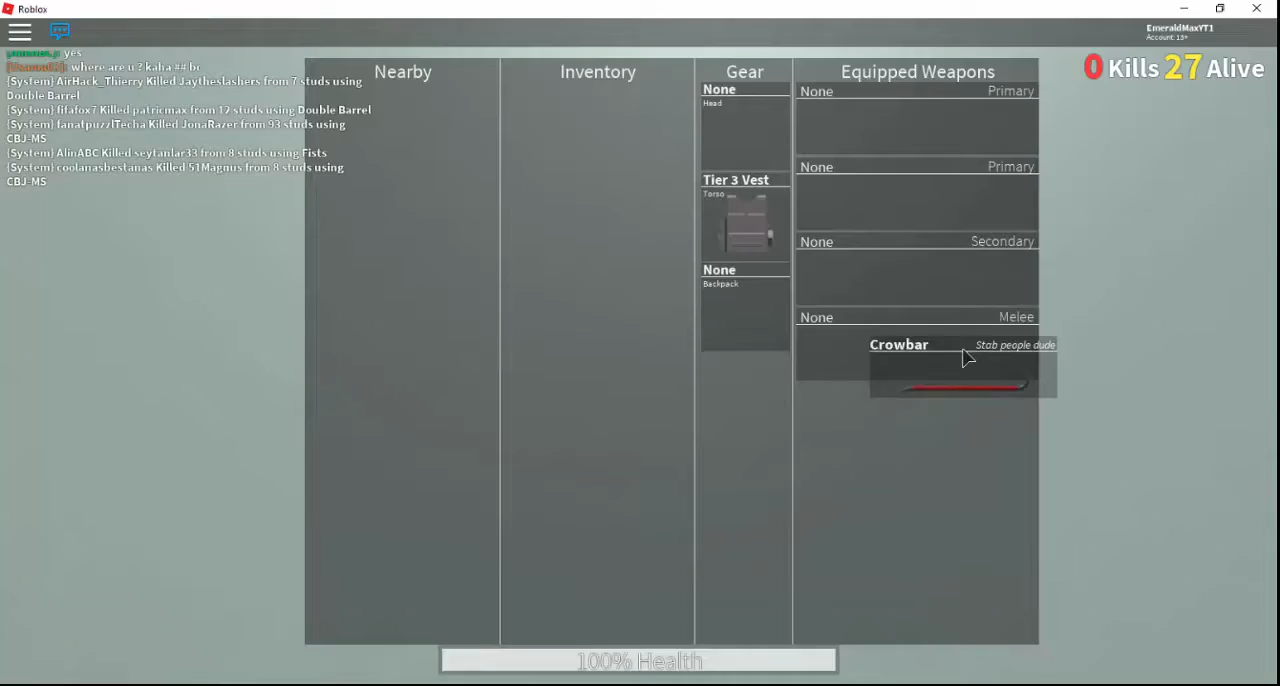 Roblox
EmeraldMaxYT1
Account: 13+
yes
where are u ? kaha ## bc
[System] AirHack_Thierry Killed Jaytheslashers from 7 studs using
Double Barrel
[System] fifafox7 Killed patricmax from 12 studs using Double Barrel
[System] fanatpuzzlTecha Killed JonaRazer from 93 studs using
CBJ-MS
[System] AlinABC Killed seytanlar33 from 8 studs using Fists
[System] coolanasbestanas Killed 51Magnus from 8 studs using
CBJ-MS
0 Kills 27 Alive
Nearby
Inventory
Gear
None
Head
Tier 3 Vest
Torso
None
Backpack
Equipped Weapons
None Primary
None Primary
None Secondary
None Melee
Crowbar Stab people dude
100% Health